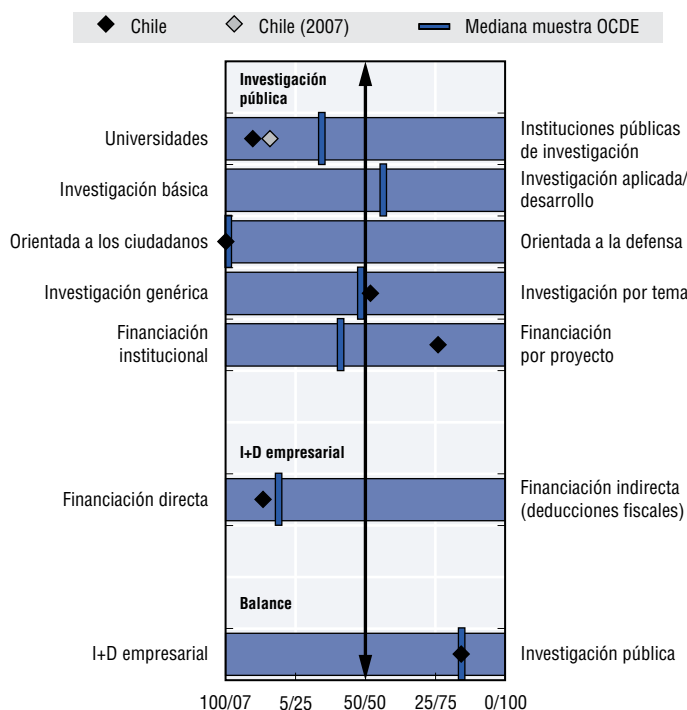 Chile Chile (2007) Mediana muestra OCDE
Investigación
pública
Universidades
Instituciones públicas
de investigación
Investigación básica
Investigación aplicada/
desarrollo
Orientada a los ciudadanos
Orientada a la defensa
Investigación genérica
Investigación por tema
Financiación
institucional
Financiación
por proyecto
I+D empresarial
Financiación directa
Financiación indirecta
(deducciones fiscales)
Balance
I+D empresarial
Investigación pública
100/07 5/25 50/50 25/75 0/100